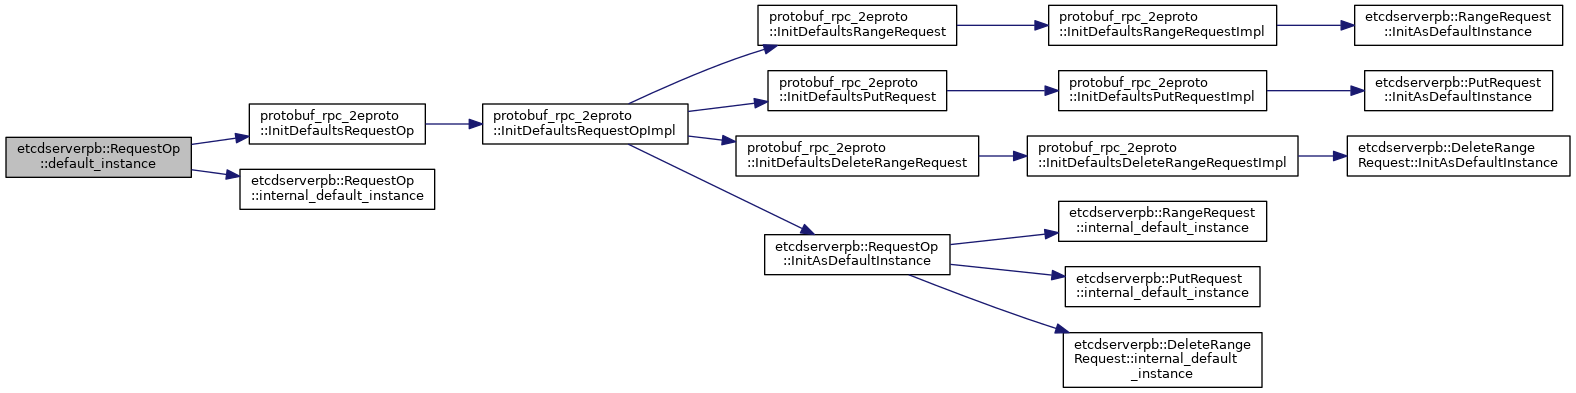 etcdserverpb::RequestOp
::default_instance
protobuf_rpc_2eproto
::InitDefaultsRequestOp
etcdserverpb::RequestOp
::internal_default_instance
protobuf_rpc_2eproto
::InitDefaultsRequestOpImpl
protobuf_rpc_2eproto
::InitDefaultsRangeRequest
protobuf_rpc_2eproto
::InitDefaultsRangeRequestImpl
etcdserverpb::RangeRequest
::InitAsDefaultInstance
protobuf_rpc_2eproto
::InitDefaultsPutRequest
protobuf_rpc_2eproto
::InitDefaultsPutRequestImpl
etcdserverpb::PutRequest
::InitAsDefaultInstance
protobuf_rpc_2eproto
::InitDefaultsDeleteRangeRequest
protobuf_rpc_2eproto
::InitDefaultsDeleteRangeRequestImpl
etcdserverpb::DeleteRange
Request::InitAsDefaultInstance
etcdserverpb::RequestOp
::InitAsDefaultInstance
etcdserverpb::RangeRequest
::internal_default_instance
etcdserverpb::PutRequest
::internal_default_instance
etcdserverpb::DeleteRange
Request::internal_default
_instance